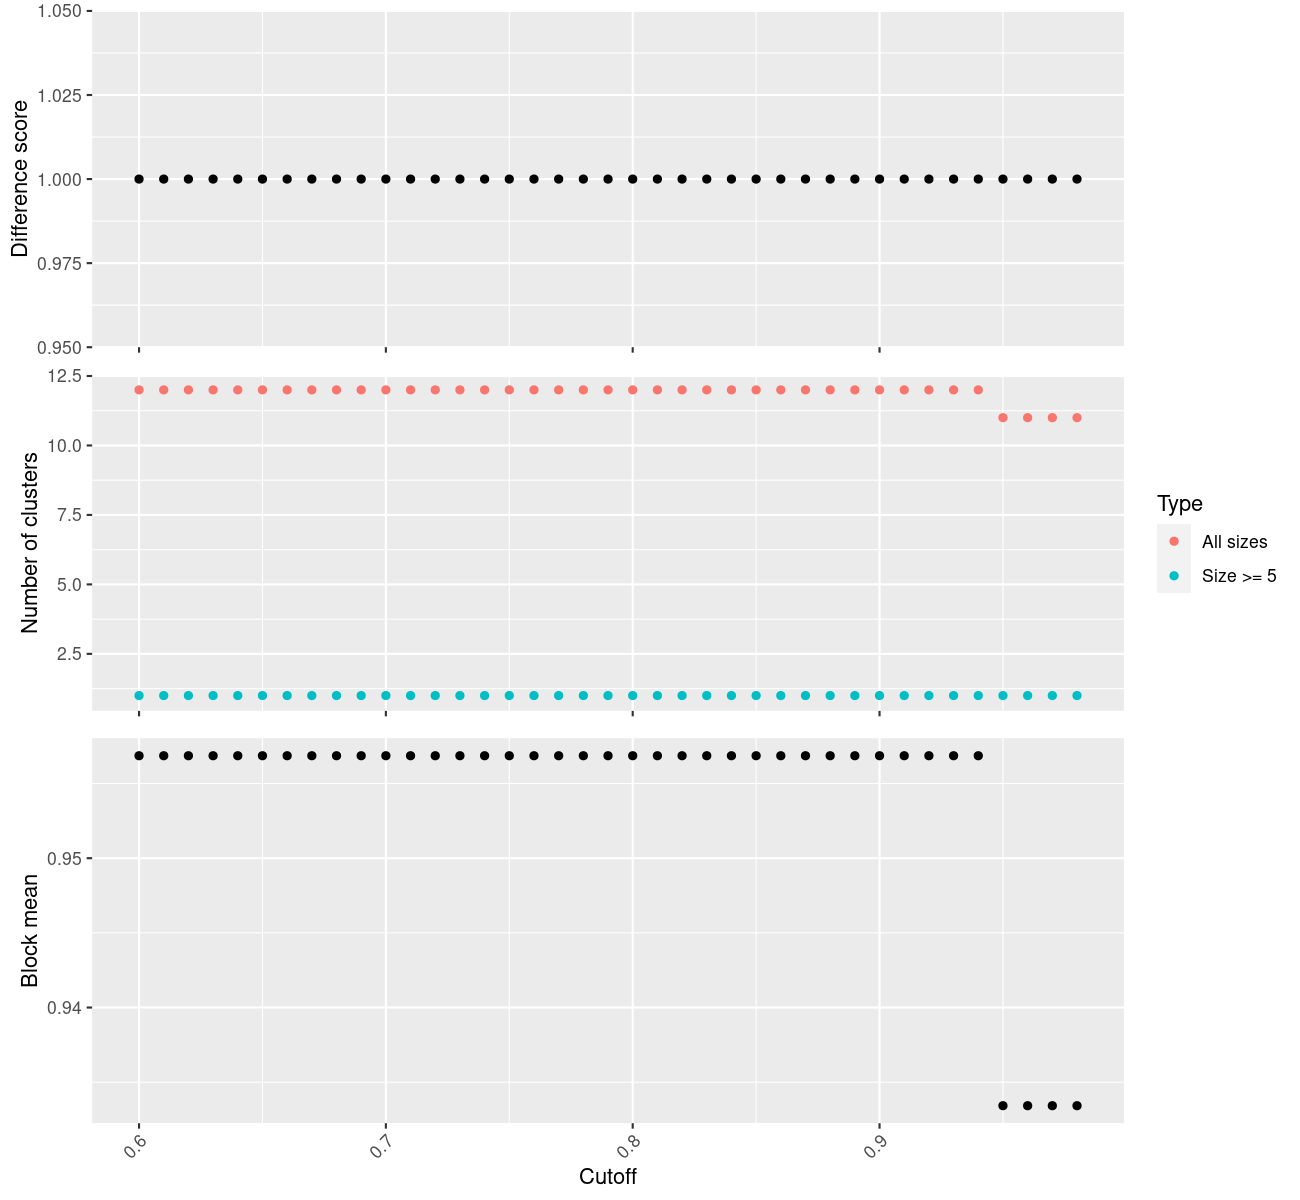 1.050
1.025
1.000
0.975
0.950
Difference score
12.5
10.0
7.5
5.0
2.5
Number of clusters
Type
All sizes
Size >= 5
0.95
0.94
Block mean
0.6 0.7 0.8 0.9
Cutoff